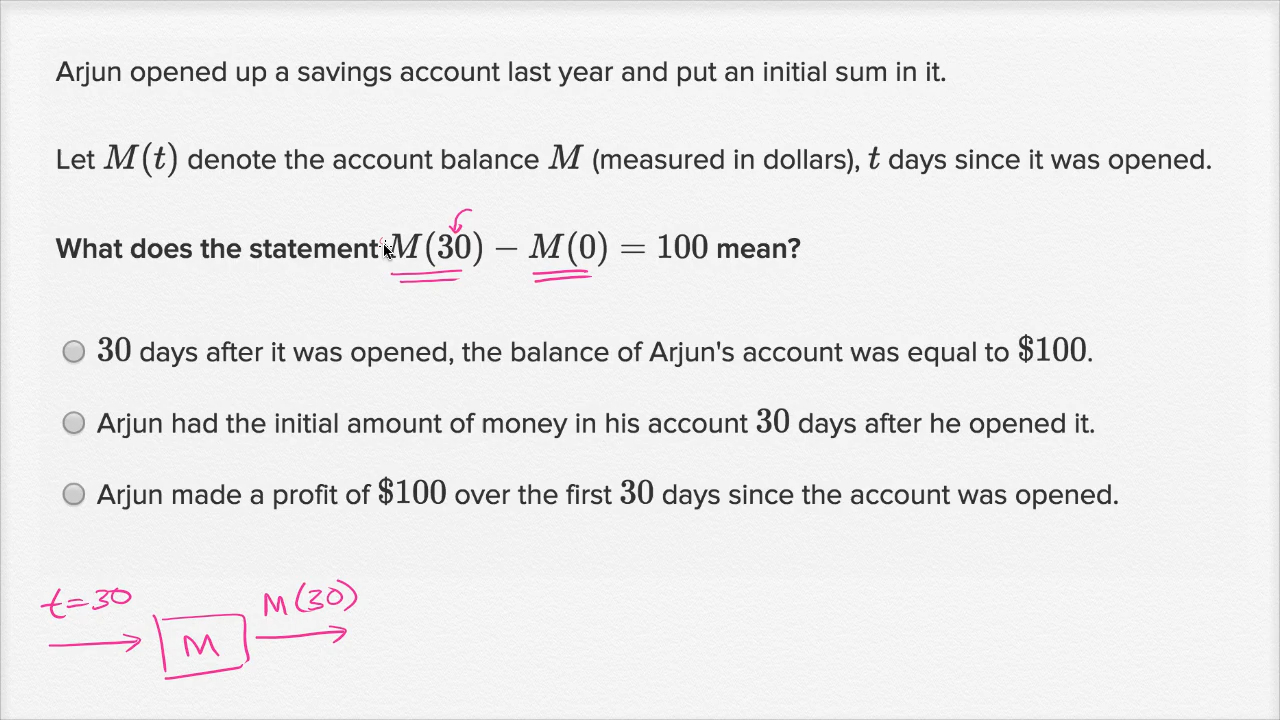 Arjun opened up a savings account last year and put an initial sum in it.
Let M(t) denote the account balance M (measured in dollars), t days since it was opened.
What does the statement M(30) − M(0) = 100 mean?
30 days after it was opened, the balance of Arjun's account was equal to $100.
Arjun had the initial amount of money in his account 30 days after he opened it.
Arjun made a profit of $100 over the first 30 days since the account was opened.
t=30
M(30)
M